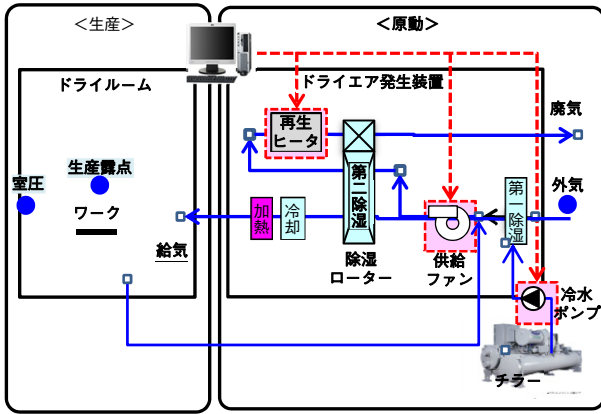 ＜生産＞
＜原動＞
ドライルーム
ドライエア発生装置
再生
ヒータ
廃気
生産露点
室圧
ワーク
第二除湿
第一除湿
外気
加熱
冷却
給気
除湿
ローター
供給
ファン
冷水
ポンプ
チラー